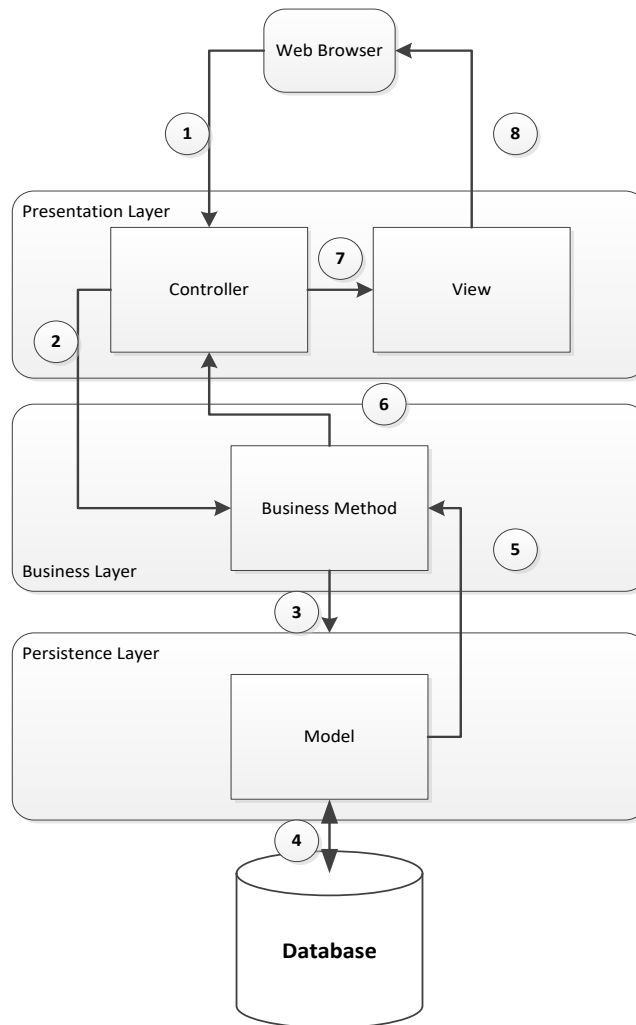 Web Browser
1
8
Presentation Layer
Controller
7
View
2
6
Business Method
5
Business Layer
3
Persistence Layer
Model
4
Database